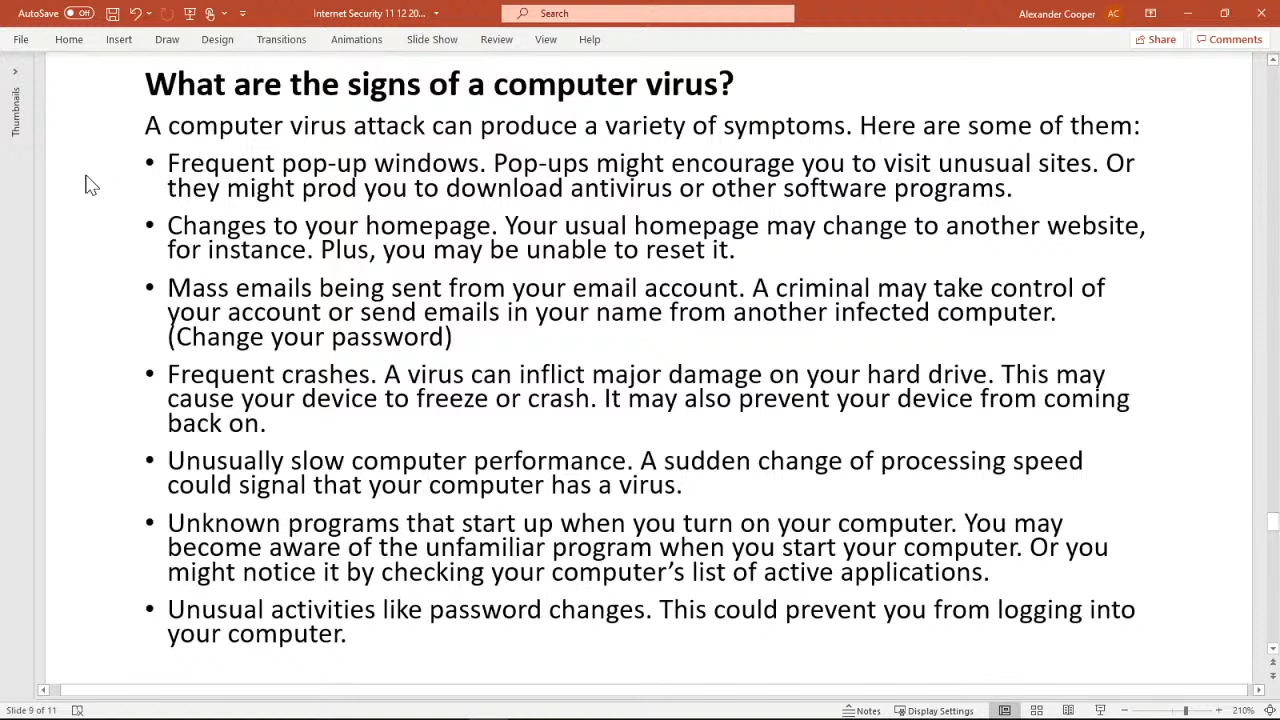 AutoSave Off
Internet Security 11 12 20...
Search
Alexander Cooper AC
File Home Insert Draw Design Transitions Animations Slide Show Review View Help
Share Comments
Thumbnails
What are the signs of a computer virus?
A computer virus attack can produce a variety of symptoms. Here are some of them:
• Frequent pop-up windows. Pop-ups might encourage you to visit unusual sites. Or
they might prod you to download antivirus or other software programs.
• Changes to your homepage. Your usual homepage may change to another website,
for instance. Plus, you may be unable to reset it.
• Mass emails being sent from your email account. A criminal may take control of
your account or send emails in your name from another infected computer.
(Change your password)
• Frequent crashes. A virus can inflict major damage on your hard drive. This may
cause your device to freeze or crash. It may also prevent your device from coming
back on.
• Unusually slow computer performance. A sudden change of processing speed
could signal that your computer has a virus.
• Unknown programs that start up when you turn on your computer. You may
become aware of the unfamiliar program when you start your computer. Or you
might notice it by checking your computer's list of active applications.
• Unusual activities like password changes. This could prevent you from logging into
your computer.
Slide 9 of 11
Notes Display Settings
210%